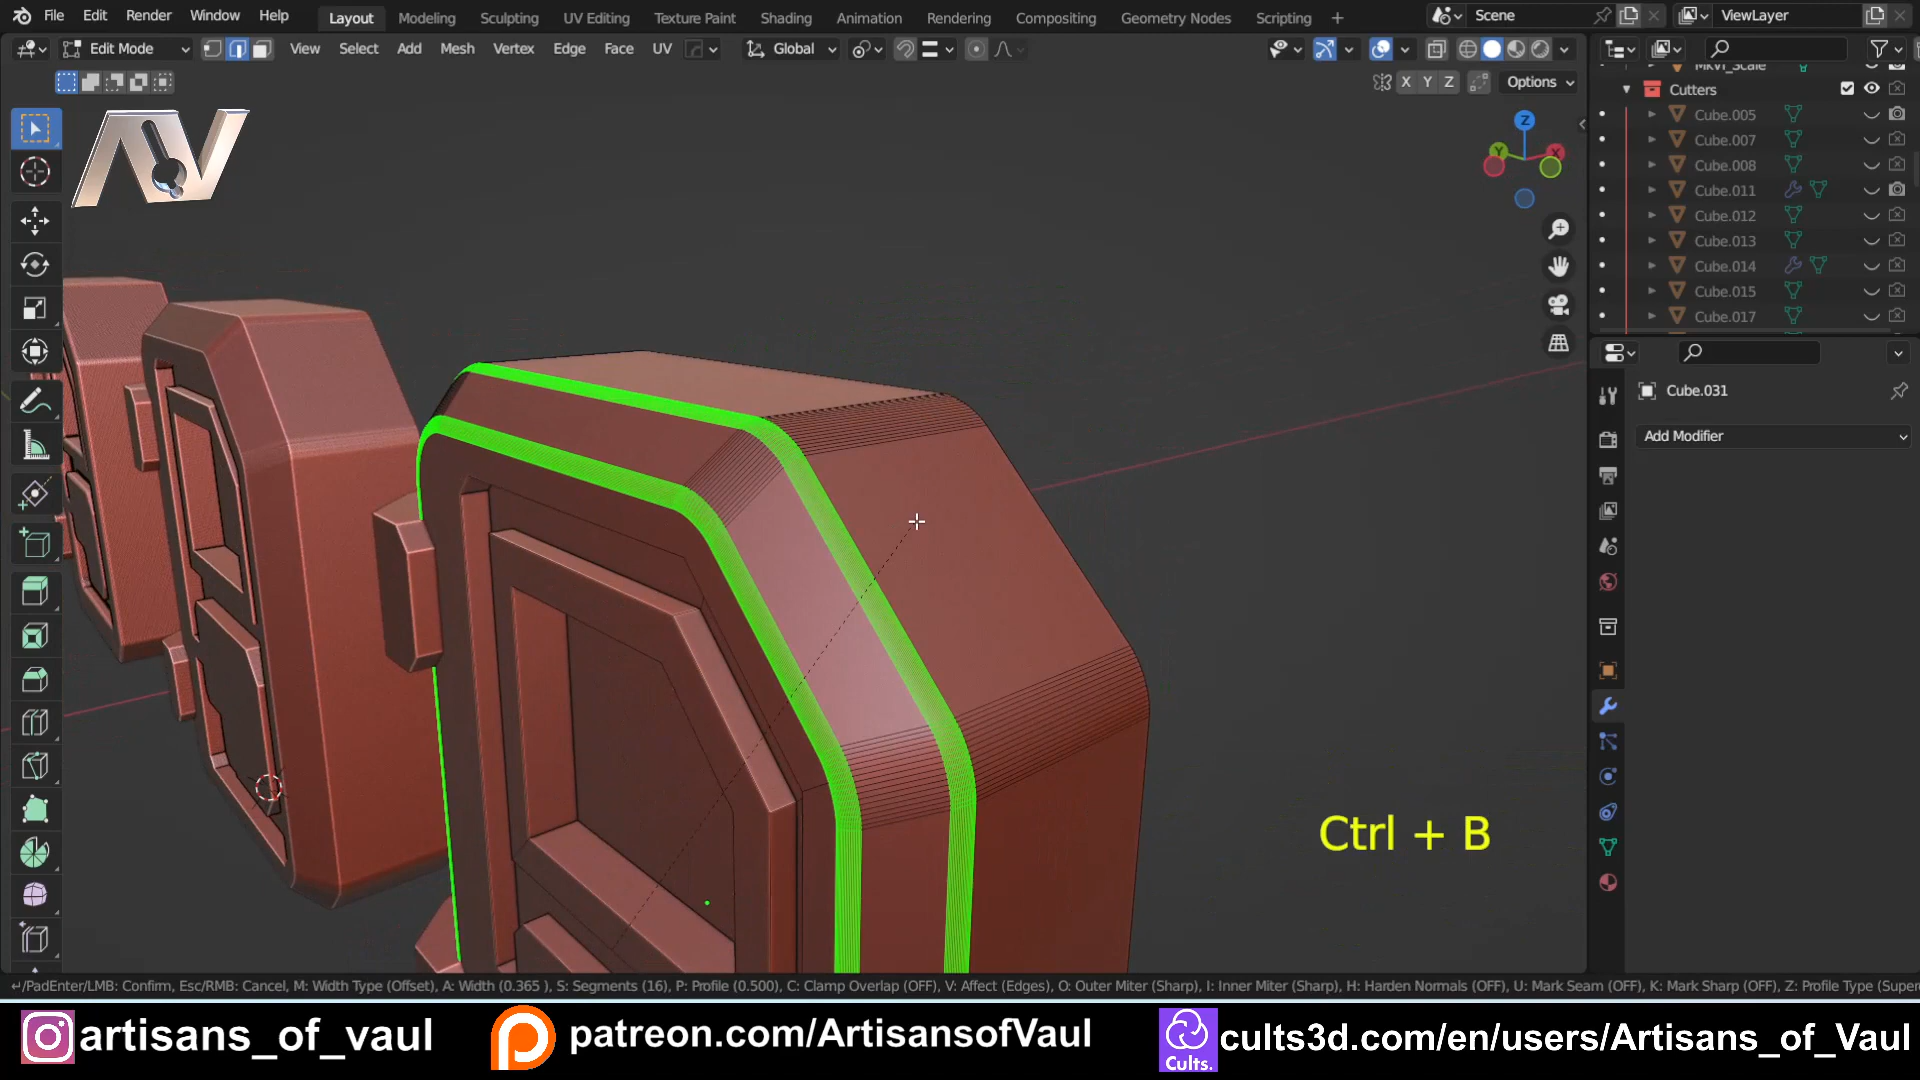 File Edit Render Window Help Layout Modeling Sculpting UV Editing Texture Paint Shading Animation Rendering Compositing Geometry Nodes Scripting + Scene ViewLayer
Edit Mode View Select Add Mesh Vertex Edge Face UV Global
X Y Z Options
MkVI_Scale
Cutters
Cube.005
Cube.007
Cube.008
Cube.011
Cube.012
Cube.013
Cube.014
Cube.015
Cube.017
Z
Y X
Cube.031
Add Modifier
Ctrl + B
↵/PadEnter/LMB: Confirm, Esc/RMB: Cancel, M: Width Type (Offset), A: Width (0.365 ), S: Segments (16), P: Profile (0.500), C: Clamp Overlap (OFF), V: Affect (Edges), O: Outer Miter (Sharp), I: Inner Miter (Sharp), H: Harden Normals (OFF), U: Mark Seam (OFF), K: Mark Sharp (OFF), Z: Profile Type (Super
artisans_of_vaul patreon.com/ArtisansofVaul cults3d.com/en/users/Artisans_of_Vaul
Cults.